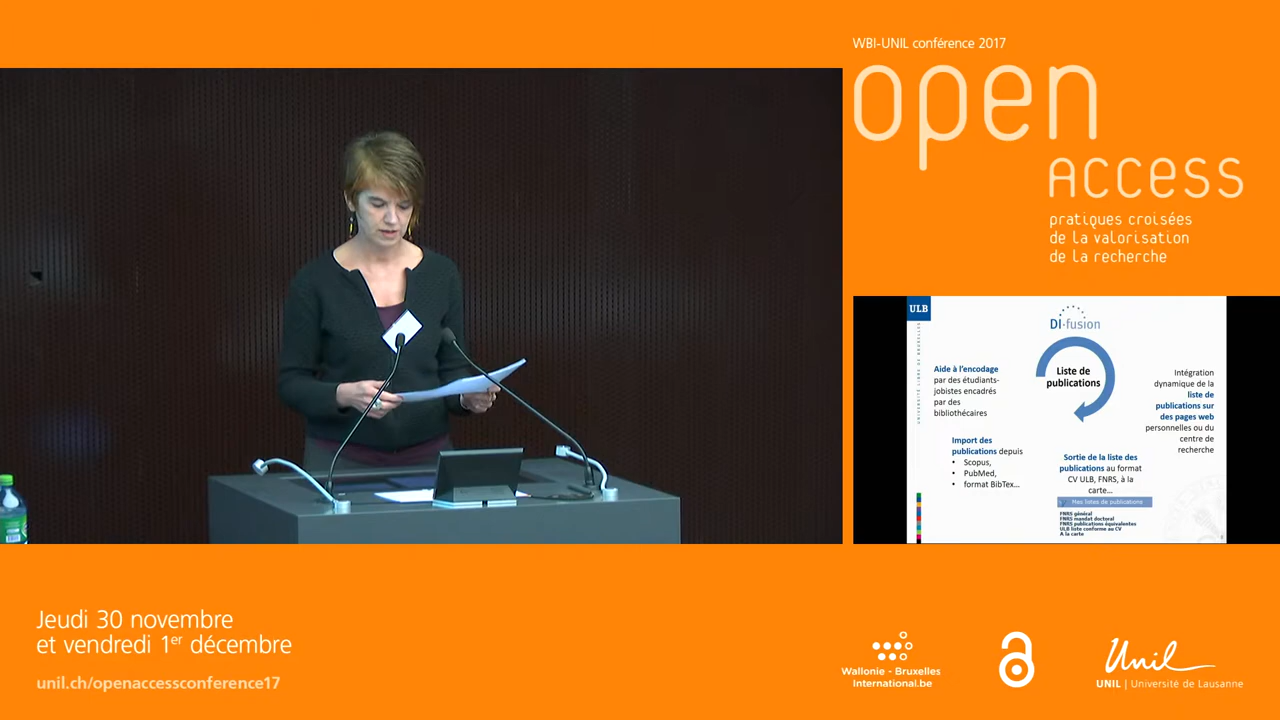 WBI-UNIL conférence 2017
open
ACCESS
pratiques croisées
de la valorisation
de la recherche
ULB
UNIVERSITÉ LIBRE DE BRUXELLES
DI-fusion
Liste de
publications
Aide à l'encodage
par des étudiants-
jobistes encadrés
par des
bibliothécaires
Import des
publications depuis
• Scopus,
• PubMed,
• format BibTex...
Intégration
dynamique de la
liste de
publications sur
des pages web
personnelles ou du
centre de
recherche
Sortie de la liste des
publications au format
CV ULB, FNRS, à la
carte...
Mes listes de publications
FNRS général
FNRS mandat doctoral
FNRS publications équivalentes
ULB liste conforme au CV
A la carte
Jeudi 30 novembre
et vendredi 1er décembre
unil.ch/openaccessconference17
Wallonie - Bruxelles
International.be
Unil
UNIL | Université de Lausanne